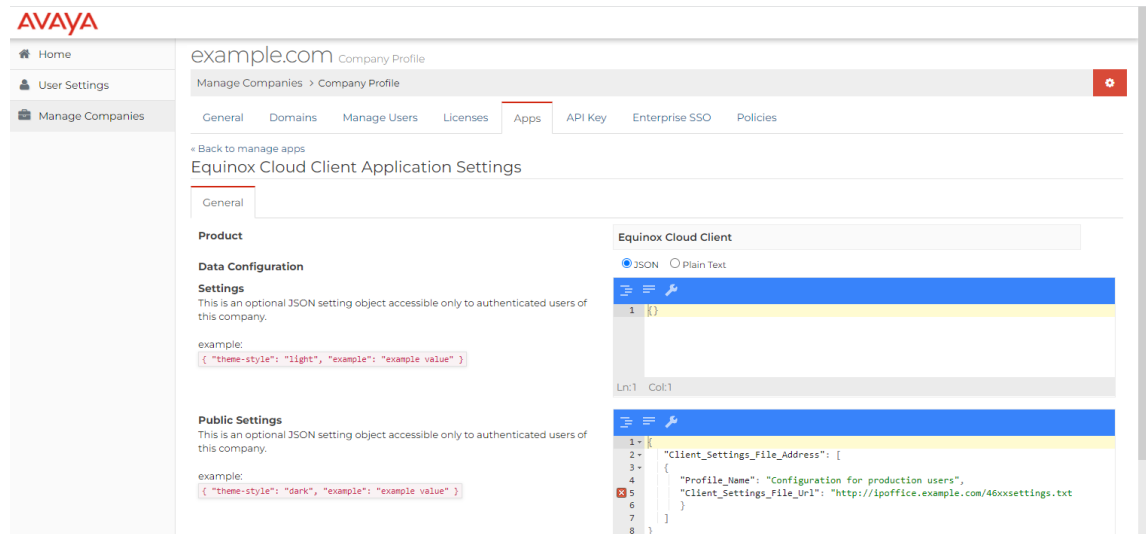 AVAYA
Home
User Settings
Manage Companies
example.com Company Profile
Manage Companies > Company Profile
General Domains Manage Users Licenses Apps API Key Enterprise SSO Policies
« Back to manage apps
Equinox Cloud Client Application Settings
General
Product
Equinox Cloud Client
Data Configuration
JSON Plain Text
Settings
This is an optional JSON setting object accessible only to authenticated users of
this company.
example:
{ "theme-style": "light", "example": "example value" }
1 {}
Ln:1 Col:1
Public Settings
This is an optional JSON setting object accessible only to authenticated users of
this company.
example:
{ "theme-style": "dark", "example": "example value" }
1 {
2 "Client_Settings_File_Address": [
3 {
4 "Profile_Name": "Configuration for production users",
5 "Client_Settings_File_Url": "http://ipoffice.example.com/46xxsettings.txt
6 }
7 ]
8 }